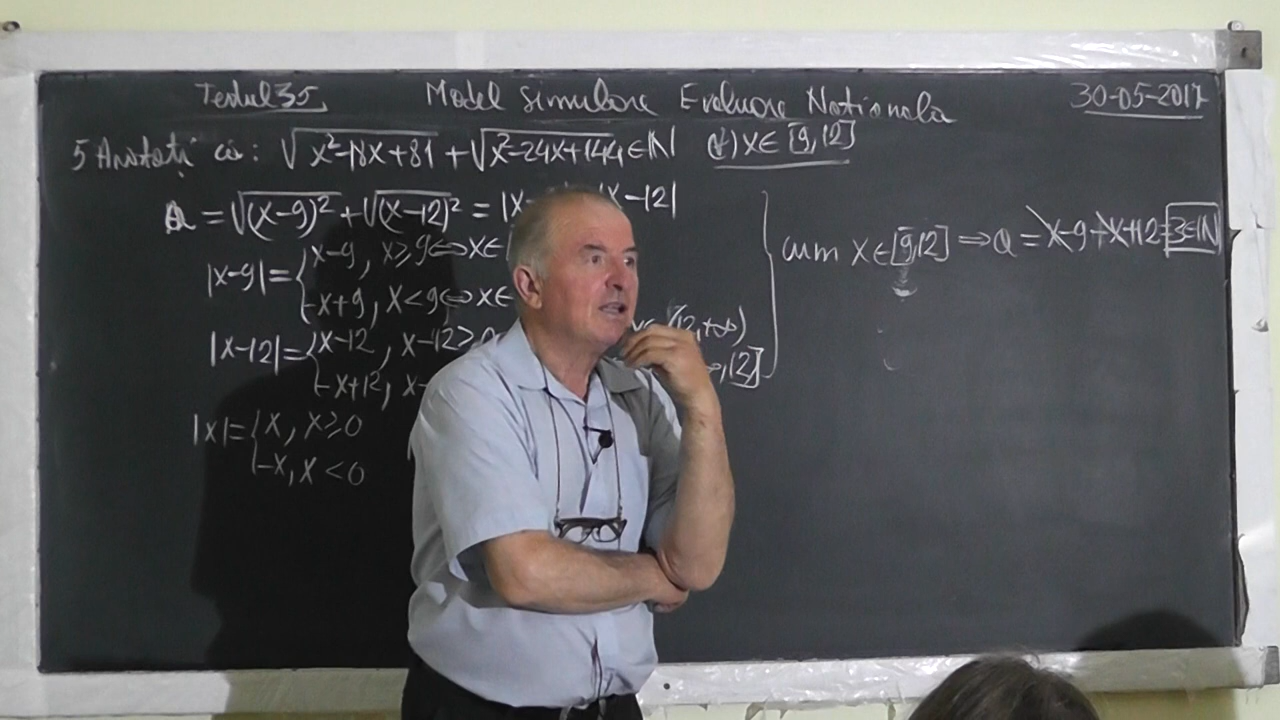 Testul 35 Model Simulare Evaluare Nationala 30-05-2017
5 Arătați că: √x²-18x+81 + √x²-24x+144 ∈ ℕ (∀) x ∈ [9,12]
a = √(x-9)² + √(x-12)² = |x |x-12|
|x-9| = { x-9, x ≥ 9 ⇔ x ∈
-x+9, x < 9 ⇔ x ∈
|x-12| = { x-12, x-12 ≥ 0 (12,+∞)
-x+12, x- ,12]
|x| = { x, x ≥ 0
-x, x < 0
cum x ∈ [9,12] ⇒ a = x-9-x+12=3∈ℕ